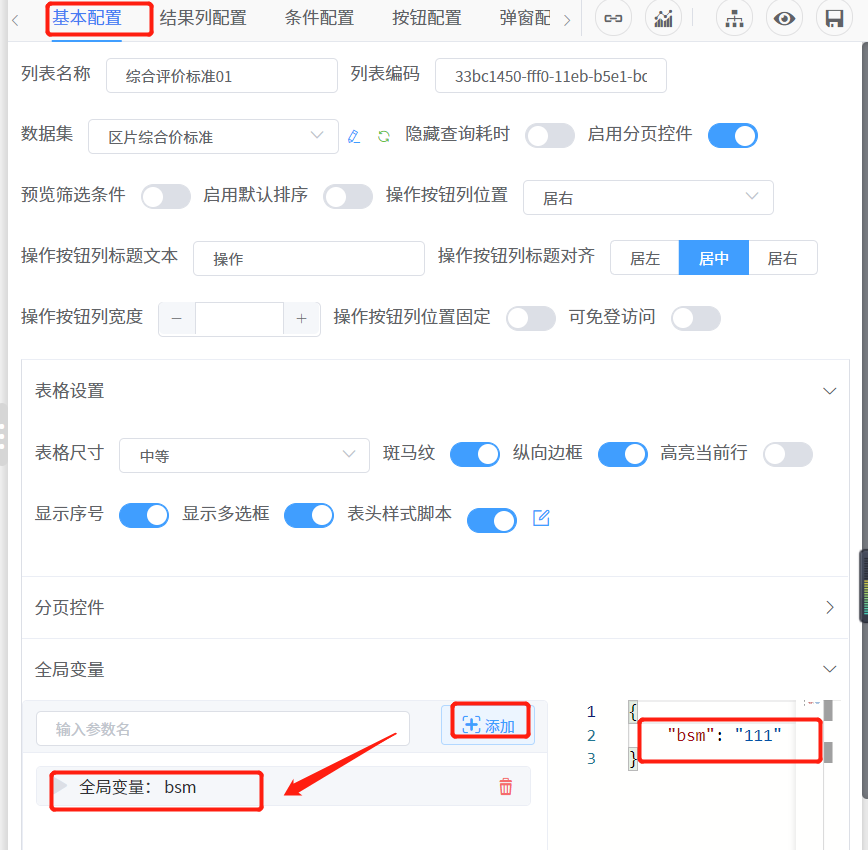 基本配置 结果列配置 条件配置 按钮配置 弹窗配
列表名称 综合评价标准01 列表编码 33bc1450-fff0-11eb-b5e1-bc
数据集 区片综合价标准 隐藏查询耗时 启用分页控件
预览筛选条件 启用默认排序 操作按钮列位置 居右
操作按钮列标题文本 操作 操作按钮列标题对齐 居左 居中 居右
操作按钮列宽度 − + 操作按钮列位置固定 可免登访问
表格设置
表格尺寸 中等 斑马纹 纵向边框 高亮当前行
显示序号 显示多选框 表头样式脚本
分页控件
全局变量
输入参数名 添加
全局变量： bsm
1 {
2 "bsm": "111"
3 }